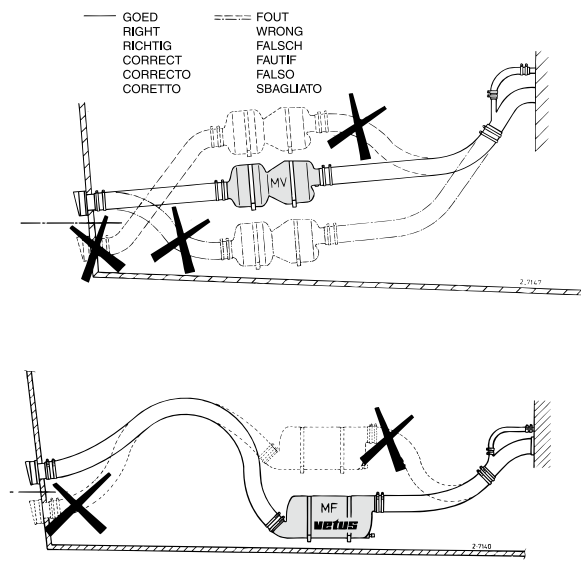 GOED
RIGHT
RICHTIG
CORRECT
CORRECTO
CORETTO
FOUT
WRONG
FALSCH
FAUTIF
FALSO
SBAGLIATO
MV
2.7147
MF
vetus
2-7140